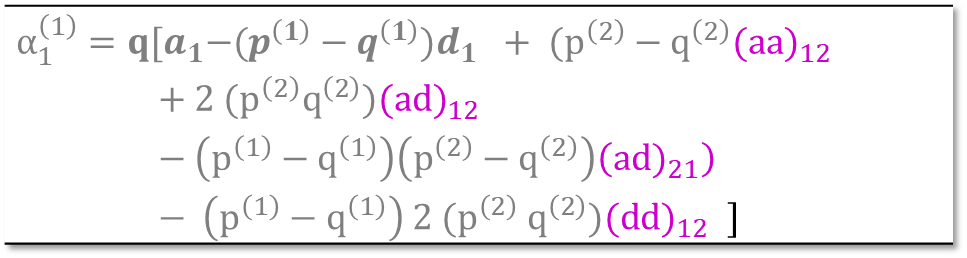 α₁⁽¹⁾ = q[a₁−(p⁽¹⁾ − q⁽¹⁾)d₁ + (p⁽²⁾ − q⁽²⁾(aa)₁₂
+ 2 (p⁽²⁾q⁽²⁾)(ad)₁₂
− (p⁽¹⁾ − q⁽¹⁾)(p⁽²⁾ − q⁽²⁾)(ad)₂₁)
− (p⁽¹⁾ − q⁽¹⁾) 2 (p⁽²⁾ q⁽²⁾)(dd)₁₂ ]